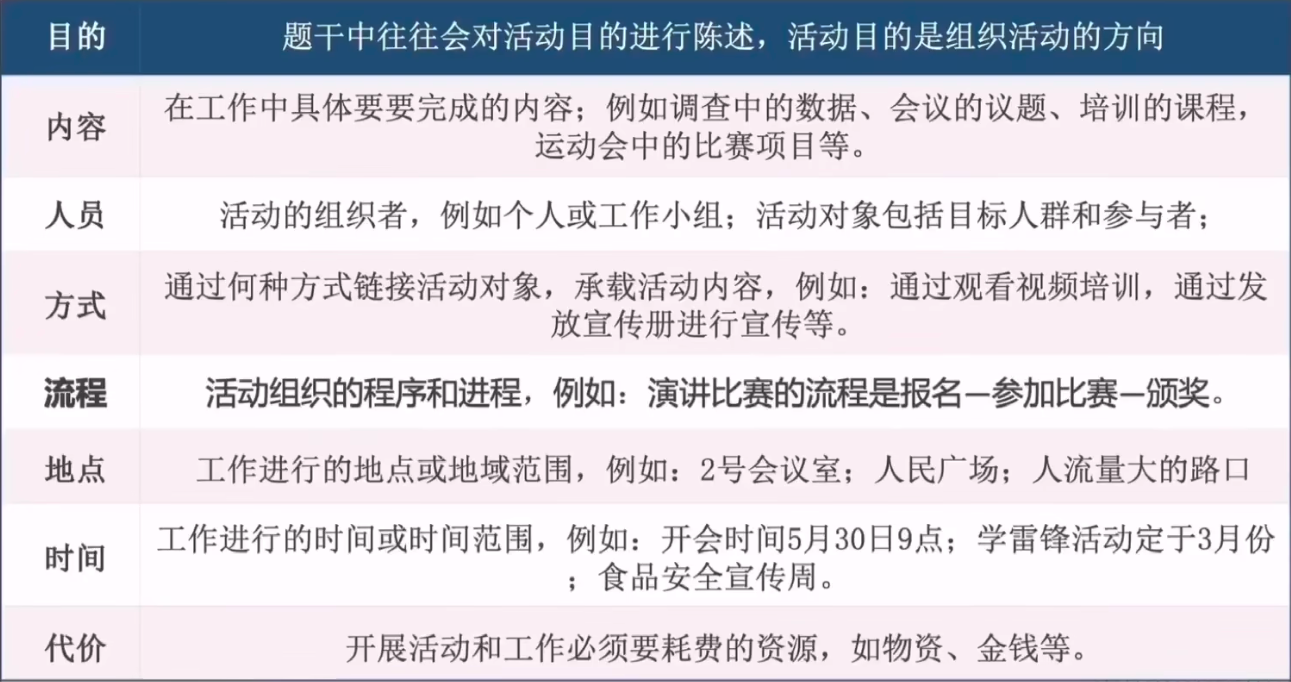 目的
题干中往往会对活动目的进行陈述，活动目的是组织活动的方向
内容
在工作中具体要要完成的内容；例如调查中的数据、会议的议题、培训的课程，
运动会中的比赛项目等。
人员
活动的组织者，例如个人或工作小组；活动对象包括目标人群和参与者；
方式
通过何种方式链接活动对象，承载活动内容，例如：通过观看视频培训，通过发
放宣传册进行宣传等。
流程
活动组织的程序和进程，例如：演讲比赛的流程是报名—参加比赛—颁奖。
地点
工作进行的地点或地域范围，例如：2号会议室；人民广场；人流量大的路口
时间
工作进行的时间或时间范围，例如：开会时间5月30日9点；学雷锋活动定于3月份
；食品安全宣传周。
代价
开展活动和工作必须要耗费的资源，如物资、金钱等。